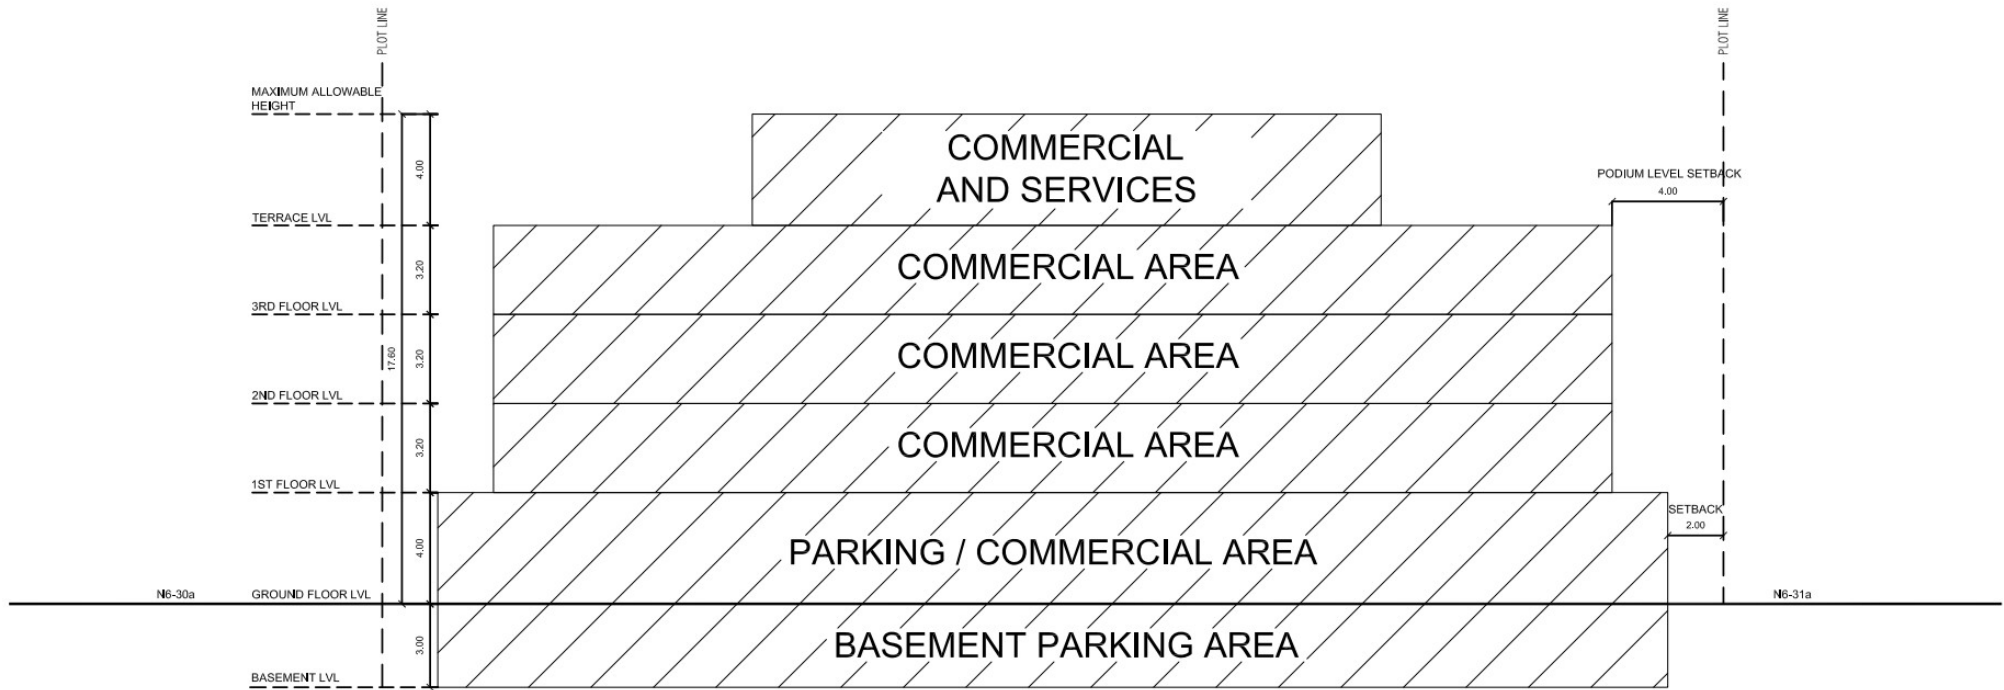 PLOT LINE
PLOT LINE
MAXIMUM ALLOWABLE
HEIGHT
COMMERCIAL
AND SERVICES
4.00
PODIUM LEVEL SETBACK
4.00
TERRACE LVL
COMMERCIAL AREA
3.20
3RD FLOOR LVL
COMMERCIAL AREA
3.20
17.60
2ND FLOOR LVL
COMMERCIAL AREA
3.20
1ST FLOOR LVL
SETBACK
2.00
4.00
PARKING / COMMERCIAL AREA
N6-30a
GROUND FLOOR LVL
N6-31a
3.00
BASEMENT PARKING AREA
BASEMENT LVL